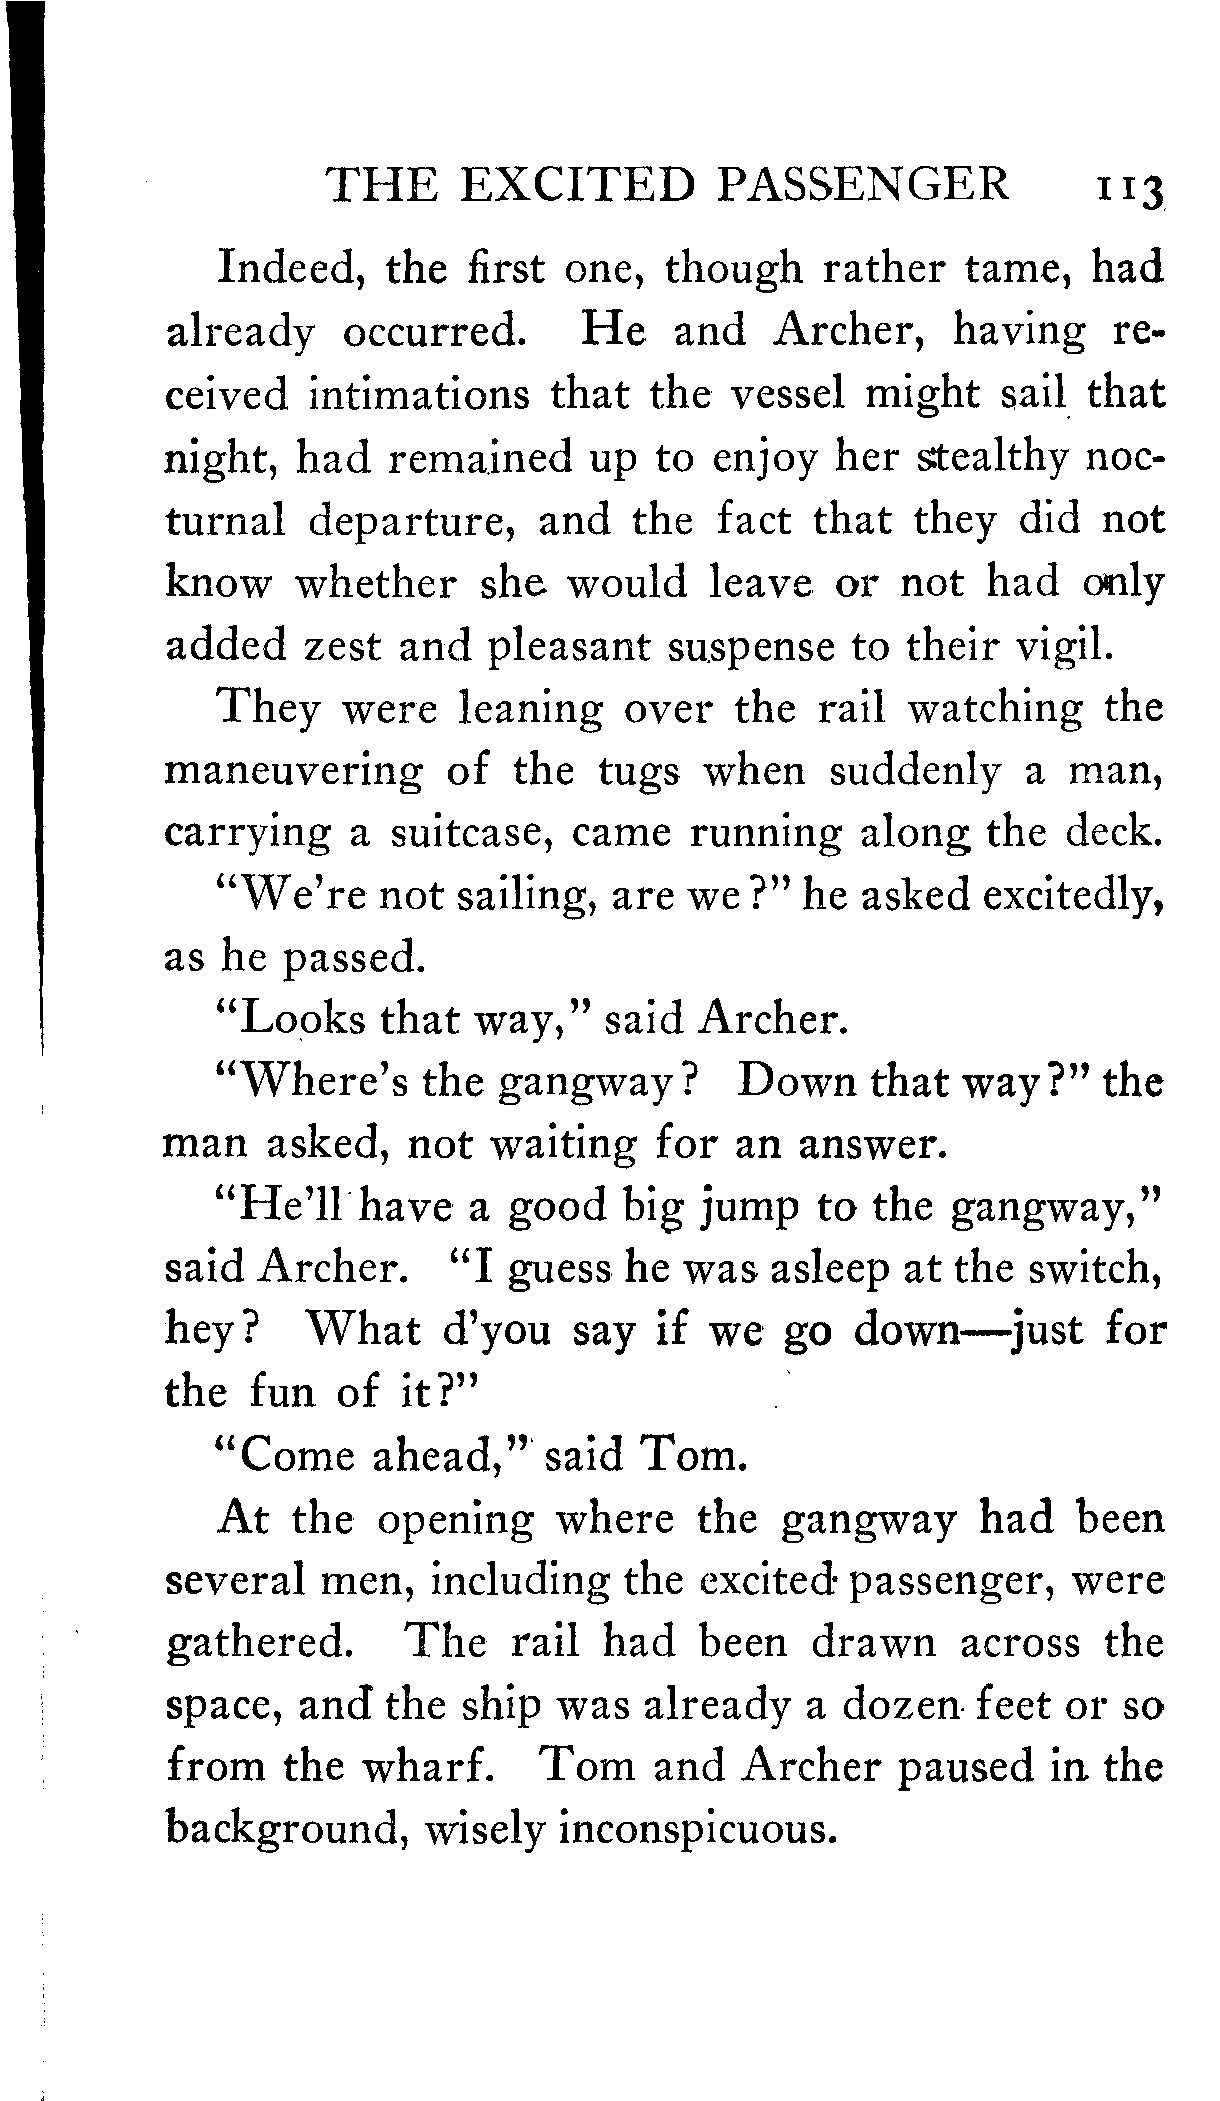 THE EXCITED PASSENGER 113
Indeed, the first one, though rather tame, had
already occurred. He and Archer, having re-
ceived intimations that the vessel might sail that
night, had remained up to enjoy her stealthy noc-
turnal departure, and the fact that they did not
know whether she would leave or not had only
added zest and pleasant suspense to their vigil.
They were leaning over the rail watching the
maneuvering of the tugs when suddenly a man,
carrying a suitcase, came running along the deck.
"We're not sailing, are we?" he asked excitedly,
as he passed.
"Looks that way," said Archer.
"Where's the gangway? Down that way?" the
man asked, not waiting for an answer.
"He'll have a good big jump to the gangway,"
said Archer. "I guess he was asleep at the switch,
hey? What d'you say if we go down—just for
the fun of it?"
"Come ahead," said Tom.
At the opening where the gangway had been
several men, including the excited passenger, were
gathered. The rail had been drawn across the
space, and the ship was already a dozen feet or so
from the wharf. Tom and Archer paused in the
background, wisely inconspicuous.